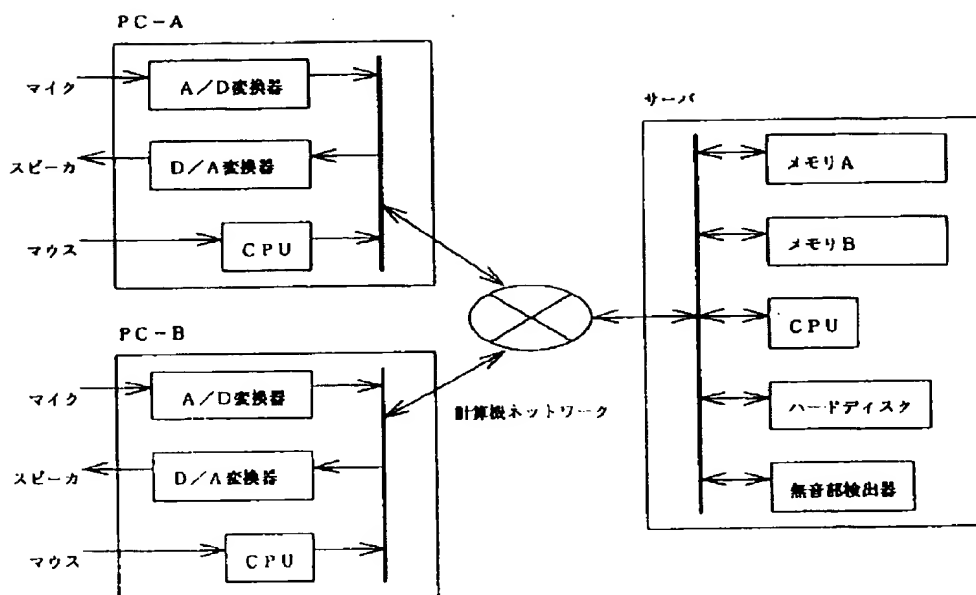 PC-A
マイク
A/D変換器
スピーカ
D/A変換器
マウス
CPU
PC-B
マイク
A/D変換器
スピーカ
D/A変換器
マウス
CPU
計算機ネットワーク
サーバ
メモリA
メモリB
CPU
ハードディスク
無音部検出器